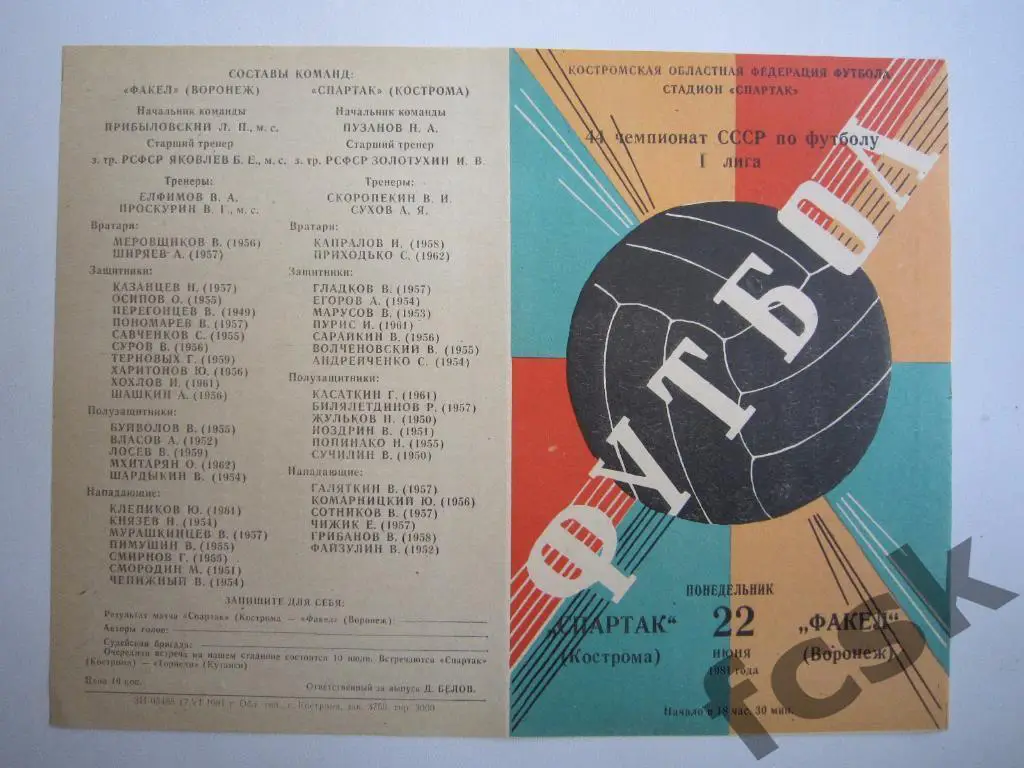 СОСТАВЫ КОМАНД:
«ФАКЕЛ» (ВОРОНЕЖ)
Начальник команды
ПРИБЫЛОВСКИЙ Л. П., м. с.
Старший тренер
з. тр. РСФСР ЯКОВЛЕВ Б. Е., м. с.
Тренеры:
ЕЛФИМОВ В. А.
ПРОСКУРИН В. Г., м. с.
Вратари:
МЕРОВЩИКОВ В. (1956)
ШИРЯЕВ А. (1957)
Защитники:
КАЗАНЦЕВ Н. (1957)
ОСИПОВ О. (1955)
ПЕРЕГОНЦЕВ В. (1949)
ПОНОМАРЕВ В. (1957)
САВЧЕНКОВ С. (1955)
СУРОВ В. (1956)
ТЕРНОВЫХ Г. (1959)
ХАРИТОНОВ Ю. (1956)
ХОХЛОВ И. (1961)
ШАШКИН А. (1956)
Полузащитники:
БУЙВОЛОВ В. (1955)
ВЛАСОВ А. (1952)
ЛОСЕВ В. (1959)
МХИТАРЯН О. (1962)
ШАРДЫКИН В. (1954)
Нападающие:
КЛЕПИКОВ Ю. (1961)
КНЯЗЕВ Н. (1954)
МУРАШКИНЦЕВ В. (1957)
ПИМУШИН В. (1955)
СМИРНОВ Г. (1955)
СМОРОДИН М. (1951)
ЧЕПИЖНЫЙ В. (1954)
«СПАРТАК» (КОСТРОМА)
Начальник команды
ПУЗАНОВ Н. А.
Старший тренер
з. тр. РСФСР ЗОЛОТУХИН И. В.
Тренеры:
СКОРОПЕКИН В. И.
СУХОВ А. Я.
Вратари:
КАПРАЛОВ И. (1958)
ПРИХОДЬКО С. (1962)
Защитники:
ГЛАДКОВ В. (1957)
ЕГОРОВ А. (1954)
МАРУСОВ В. (1953)
ПУРИС И. (1961)
САРАЙКИН В. (1956)
ВОЛЧЕНОВСКИЙ В. (1955)
АНДРЕЙЧЕНКО С. (1954)
Полузащитники:
КАСАТКИН Г. (1961)
БИЛЯЛЕТДИНОВ Р. (1957)
ЖУЛЬКОВ Н. (1950)
НОЗДРИН В. (1951)
ПОПИНАКО Н. (1955)
СУЧИЛИН В. (1950)
Нападающие:
ГАЛЯТКИН В. (1957)
КОМАРНИЦКИЙ Ю. (1956)
СОТНИКОВ В. (1957)
ЧИЖИК Е. (1957)
ГРИБАНОВ В. (1958)
ФАЙЗУЛИН В. (1952)
ЗАПИШИТЕ ДЛЯ СЕБЯ:
Результат матча «Спартак» (Кострома — «Факел» (Воронеж)
Авторы голов:
Судейская бригада:
Очередная встреча на нашем стадионе состоится 10 июля. Встречаются «Спартак»
(Кострома) — «Торпедо» (Кутаиси)
Цена 10 коп.
Ответственный за выпуск Д. БЕЛОВ.
г. Кострома, зак. 3750, тир. 3000
КОСТРОМСКАЯ ОБЛАСТНАЯ ФЕДЕРАЦИЯ ФУТБОЛА
СТАДИОН «СПАРТАК»
44 чемпионат СССР по футболу
I лига
ФУТБОЛ
ПОНЕДЕЛЬНИК
„СПАРТАК“ 22 „ФАКЕЛ“
(Кострома) июня (Воронеж)
1981 года
Начало в 18 час. 30 мин.
fcsk